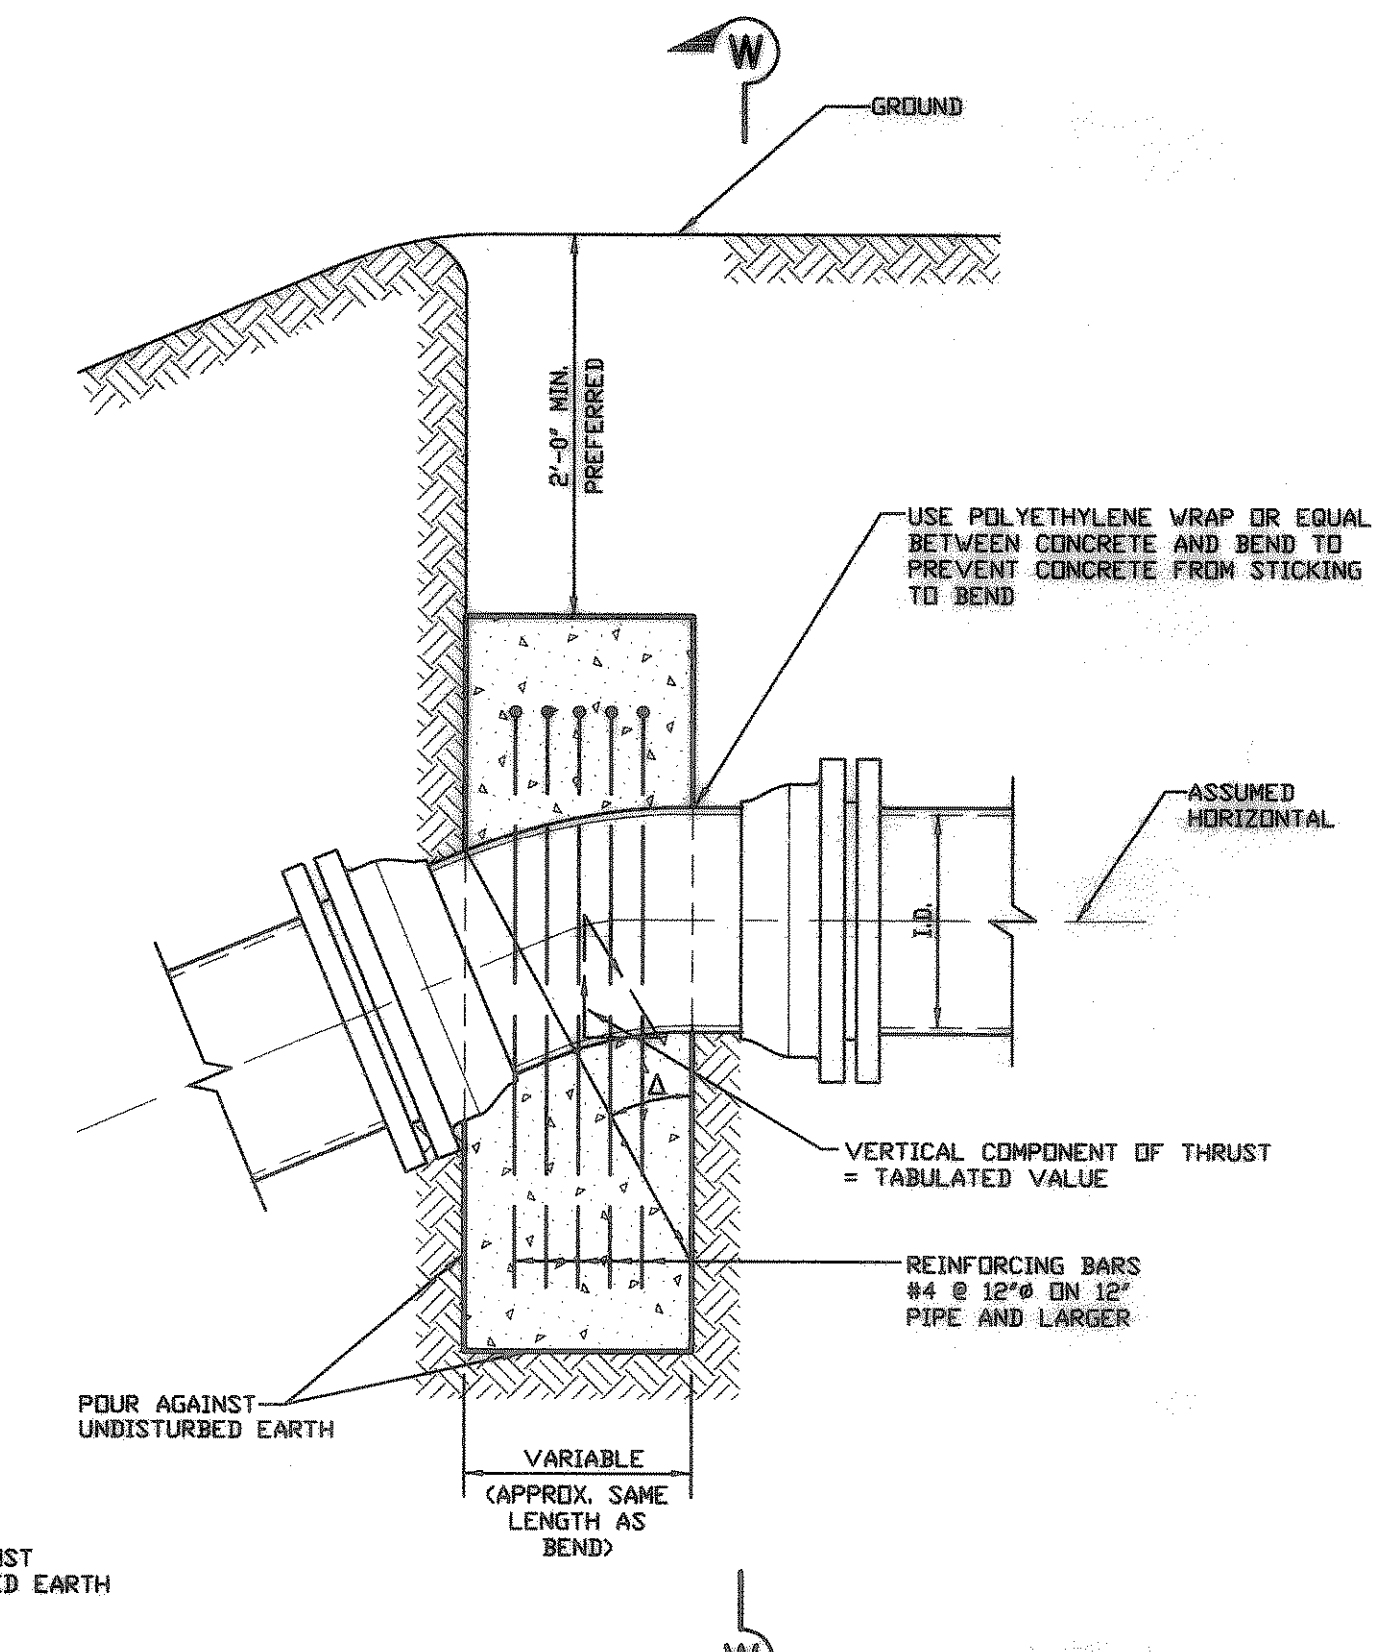 W
GROUND
2'-0" MIN.
PREFERRED
USE POLYETHYLENE WRAP OR EQUAL
BETWEEN CONCRETE AND BEND TO
PREVENT CONCRETE FROM STICKING
TO BEND
ASSUMED
HORIZONTAL
I.D.
Δ
VERTICAL COMPONENT OF THRUST
= TABULATED VALUE
REINFORCING BARS
#4 @ 12"Ø ON 12"
PIPE AND LARGER
POUR AGAINST
UNDISTURBED EARTH
VARIABLE
(APPROX. SAME
LENGTH AS
BEND)
EARTH
W